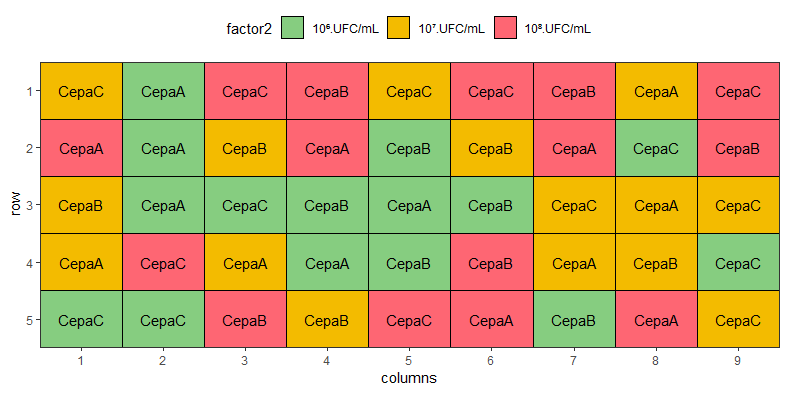 factor2 10⁶.UFC/mL 10⁷.UFC/mL 10⁸.UFC/mL
1 CepaC CepaA CepaC CepaB CepaC CepaC CepaB CepaA CepaC
2 CepaA CepaA CepaB CepaA CepaB CepaB CepaA CepaC CepaB
row
3 CepaB CepaA CepaC CepaB CepaA CepaB CepaC CepaA CepaC
4 CepaA CepaC CepaA CepaA CepaB CepaB CepaA CepaB CepaC
5 CepaC CepaC CepaB CepaB CepaC CepaA CepaB CepaA CepaC
1 2 3 4 5 6 7 8 9
columns